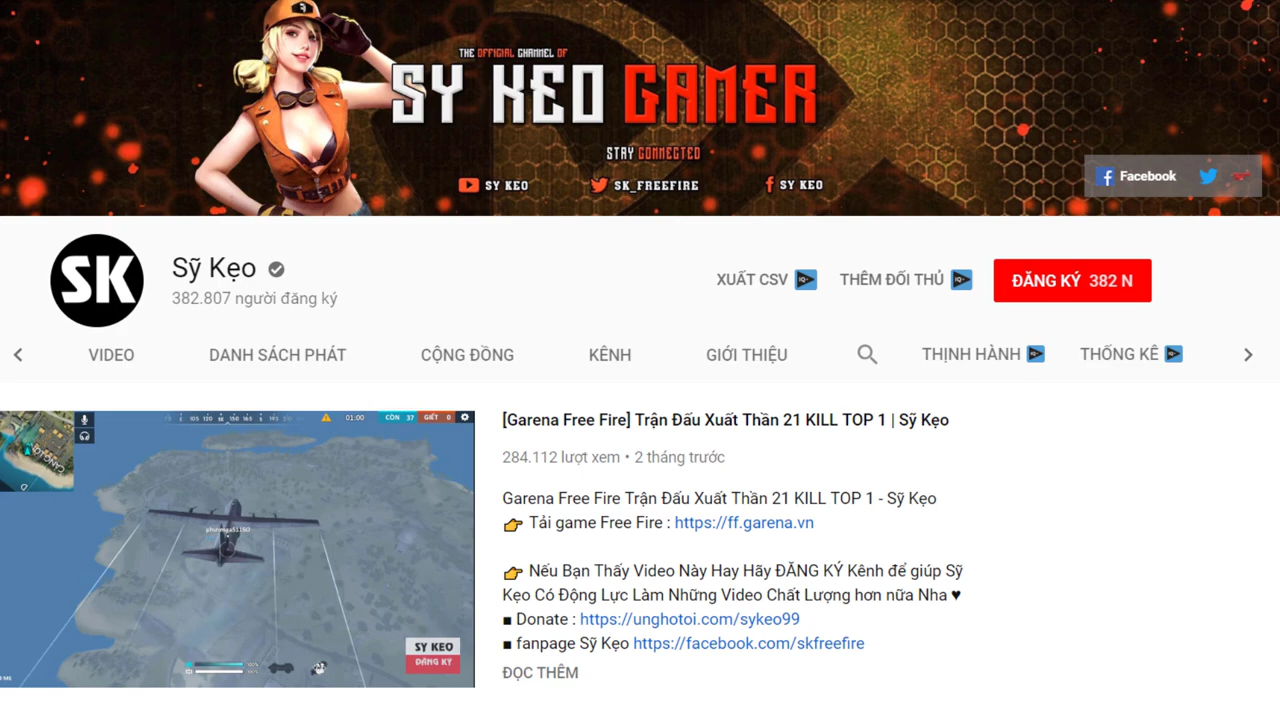 THE OFFICIAL CHANNEL OF
SY KEO GAMER
STAY CONNECTED
SY KEO
SK_FREEFIRE
SY KEO
Facebook
SK
Sỹ Kẹo
382.807 người đăng ký
XUẤT CSV
THÊM ĐỐI THỦ
ĐĂNG KÝ 382 N
VIDEO
DANH SÁCH PHÁT
CỘNG ĐỒNG
KÊNH
GIỚI THIỆU
THỊNH HÀNH
THỐNG KÊ
105 120 SE 150 165 S 195
01:00
CÒN 37
GIẾT 0
SY KEO
ĐĂNG KÝ
[Garena Free Fire] Trận Đấu Xuất Thần 21 KILL TOP 1 | Sỹ Kẹo
284.112 lượt xem • 2 tháng trước
Garena Free Fire Trận Đấu Xuất Thần 21 KILL TOP 1 - Sỹ Kẹo
👉 Tải game Free Fire : https://ff.garena.vn
👉 Nếu Bạn Thấy Video Này Hay Hãy ĐĂNG KÝ Kênh để giúp Sỹ
Kẹo Có Động Lực Làm Những Video Chất Lượng hơn nữa Nha ♥
■ Donate : https://unghotoi.com/sykeo99
■ fanpage Sỹ Kẹo https://facebook.com/skfreefire
ĐỌC THÊM